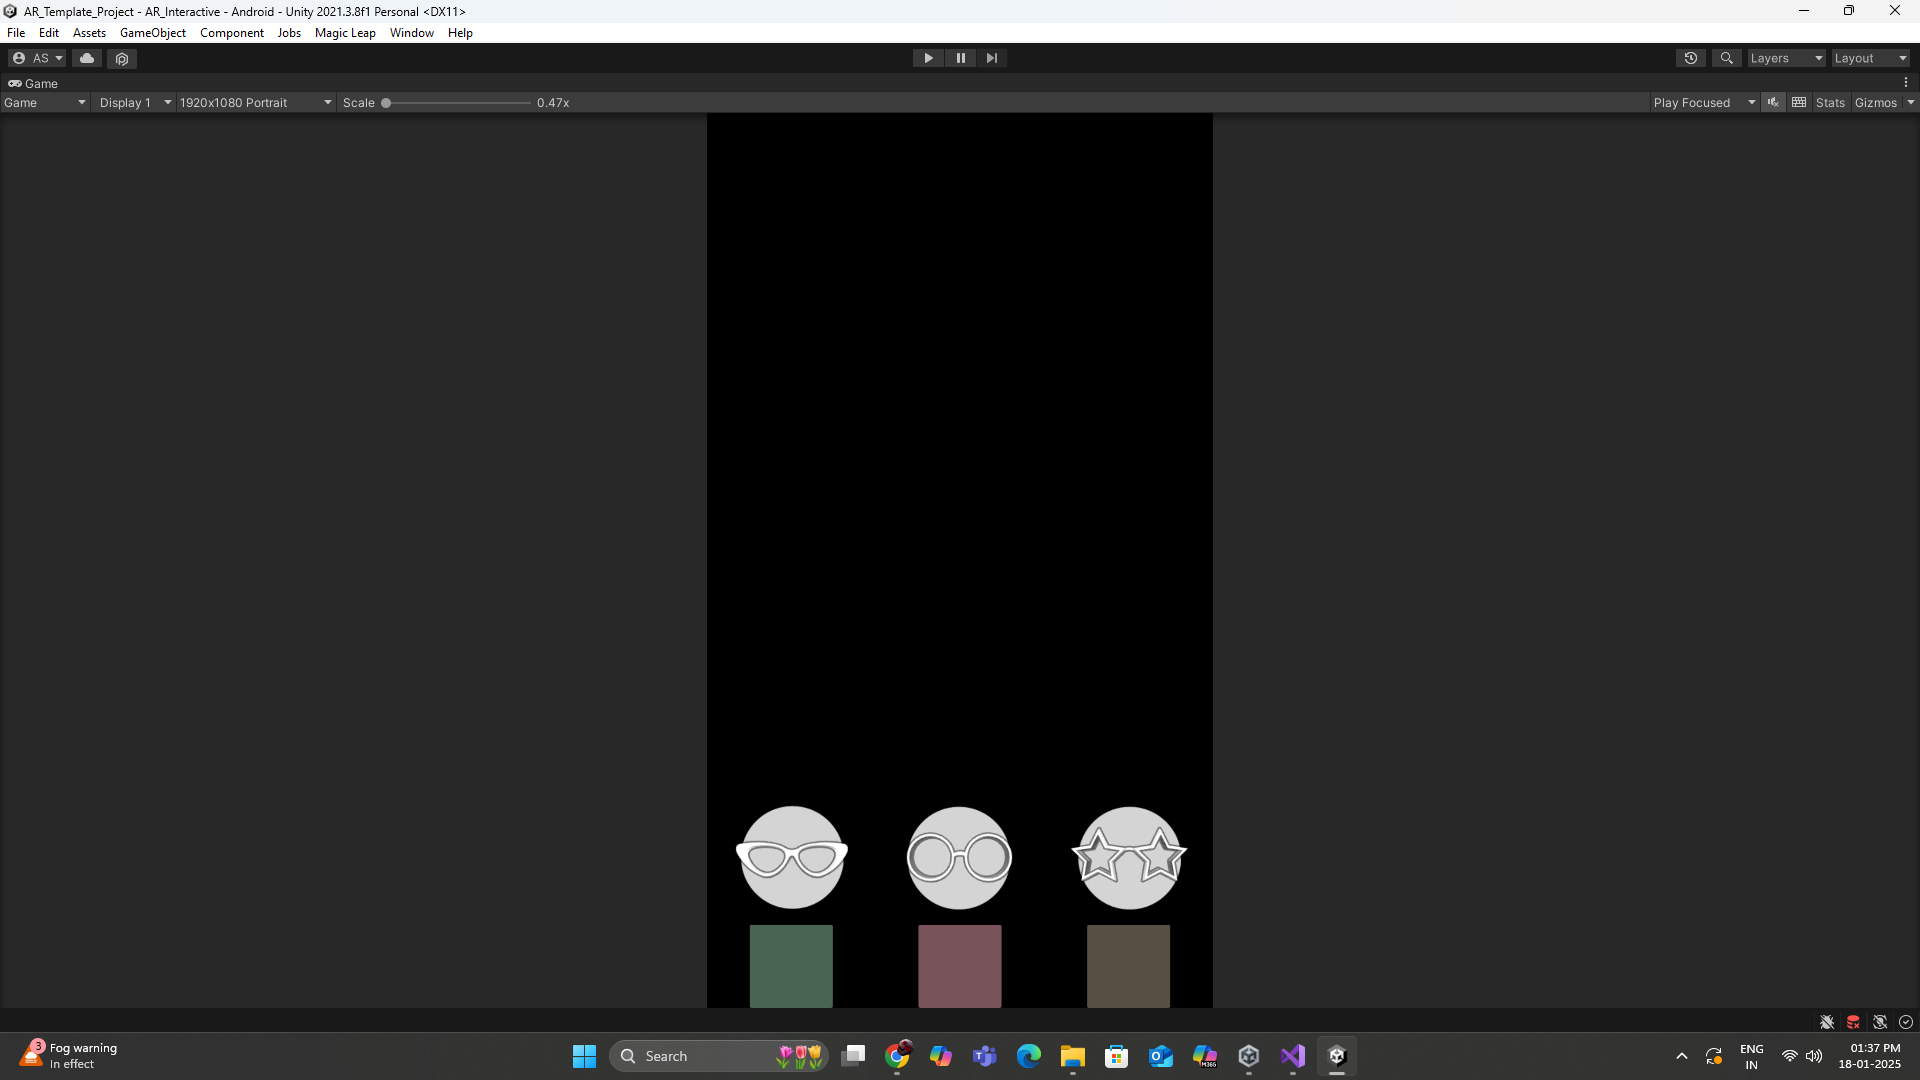 AR_Template_Project - AR_Interactive - Android - Unity 2021.3.8f1 Personal <DX11>
File Edit Assets GameObject Component Jobs Magic Leap Window Help
AS Layers Layout
Game
Game Display 1 1920x1080 Portrait Scale 0.47x Play Focused Stats Gizmos
3 Fog warning
In effect
Search
M365
ENG
IN
01:37 PM
18-01-2025